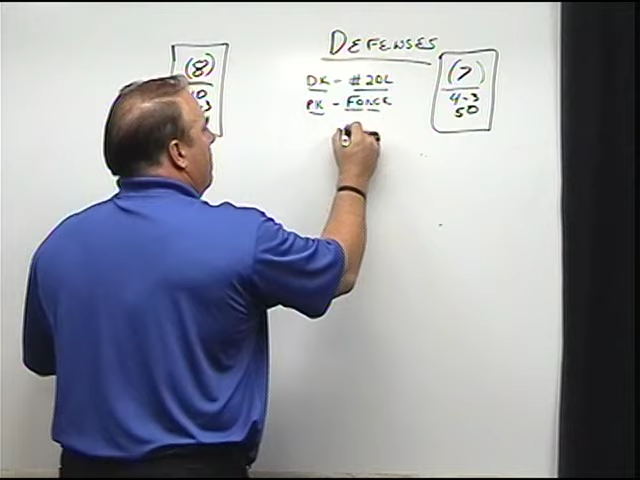 DEFENSES
(8)
DK - #20L
PK - FORCE
(7)
4-3
50